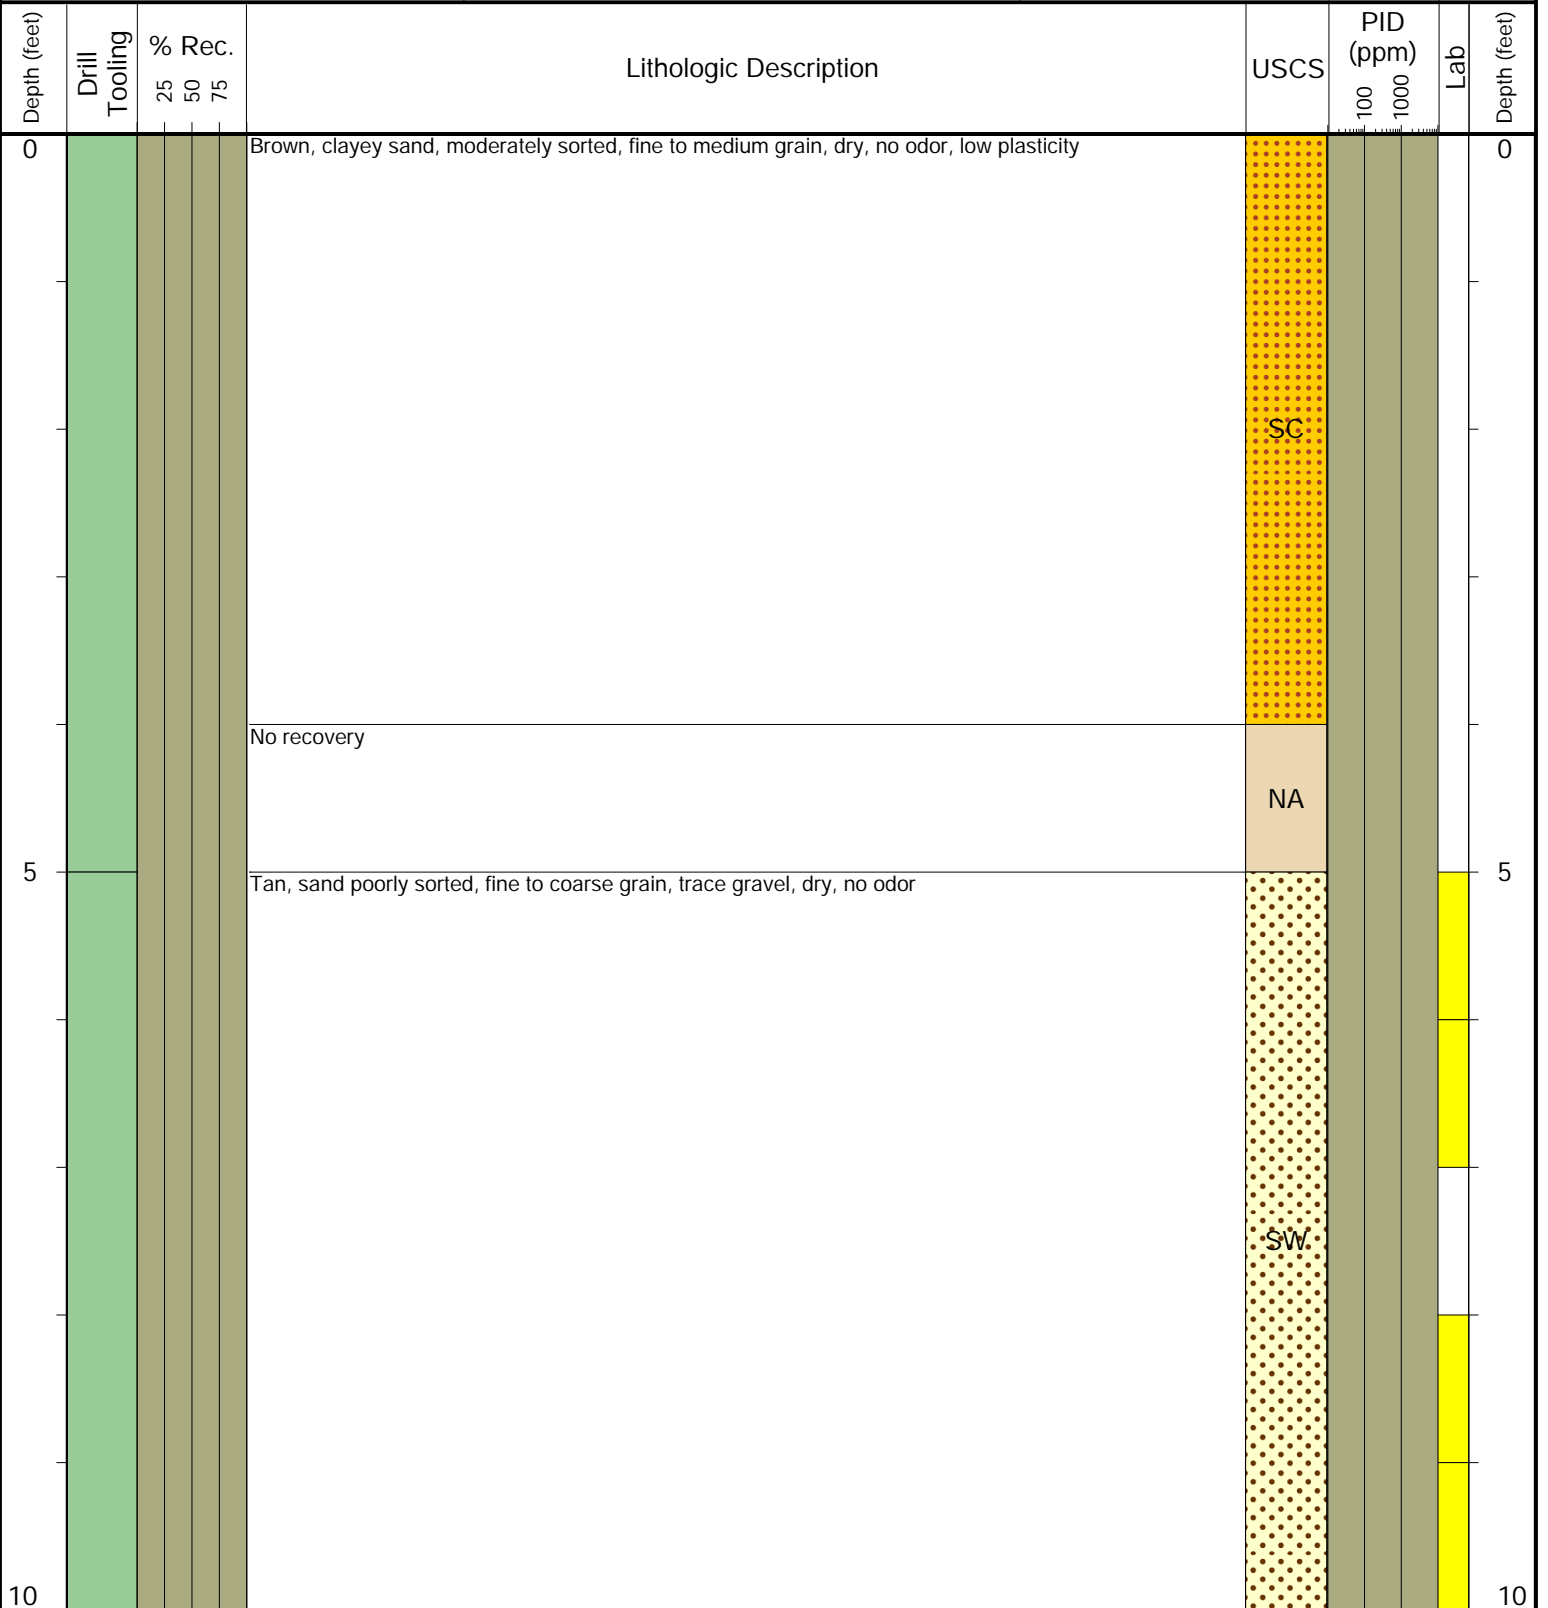 Depth (feet)
Drill
Tooling
% Rec.
25
50
75
Lithologic Description
USCS
PID
(ppm)
100
1000
Lab
Depth (feet)
0
Brown, clayey sand, moderately sorted, fine to medium grain, dry, no odor, low plasticity
0
SC
No recovery
NA
5
Tan, sand poorly sorted, fine to coarse grain, trace gravel, dry, no odor
5
SW
10
10